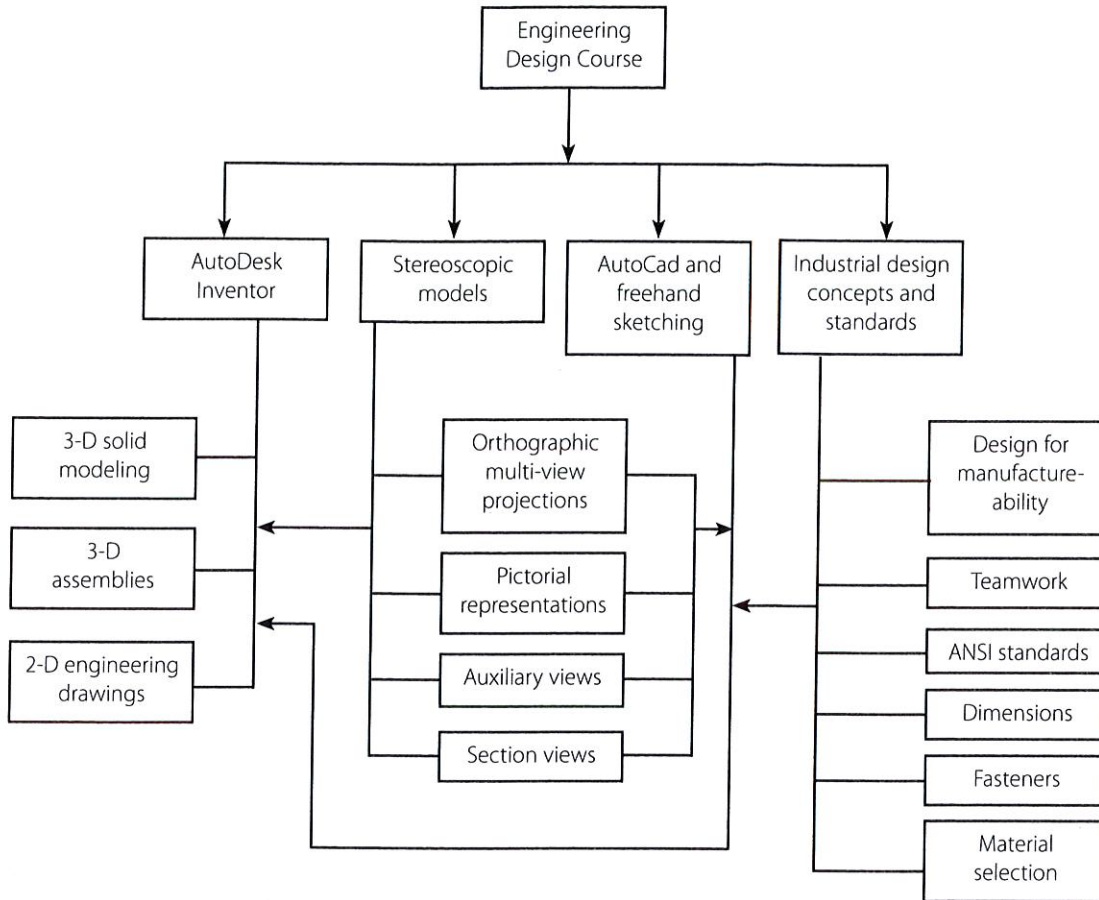 Engineering
Design Course
AutoDesk
Inventor
Stereoscopic
models
AutoCad and
freehand
sketching
Industrial design
concepts and
standards
3-D solid
modeling
3-D
assemblies
2-D engineering
drawings
Orthographic
multi-view
projections
Pictorial
representations
Auxiliary views
Section views
Design for
manufacture-
ability
Teamwork
ANSI standards
Dimensions
Fasteners
Material
selection